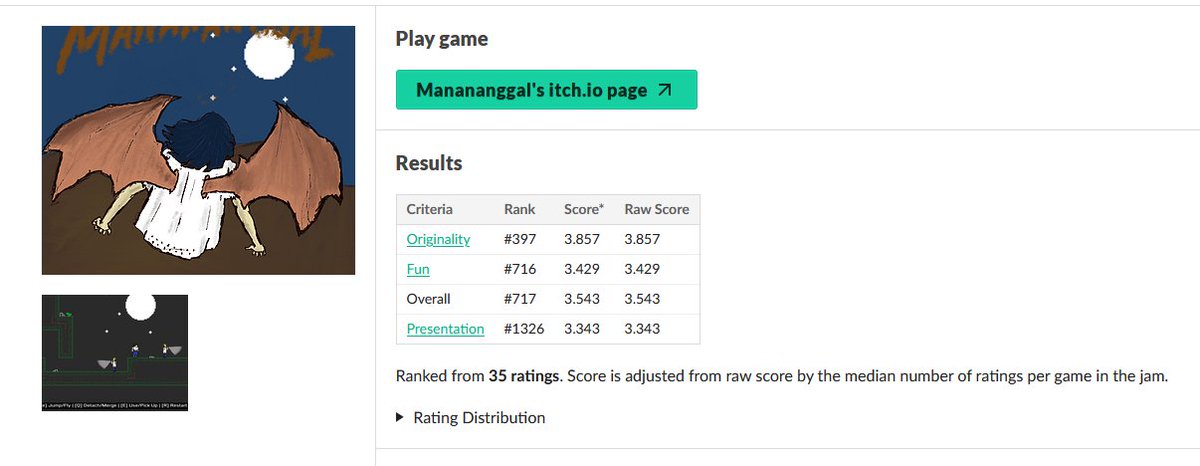 MANANANGGAL
Play game
Manananggal's itch.io page
Results
Criteria Rank Score* Raw Score
Originality #397 3.857 3.857
Fun #716 3.429 3.429
Overall #717 3.543 3.543
Presentation #1326 3.343 3.343
Ranked from 35 ratings. Score is adjusted from raw score by the median number of ratings per game in the jam.
Rating Distribution
Jump/Fly | [Q] Detach/Merge | [E] Use/Pick Up | [R] Restart